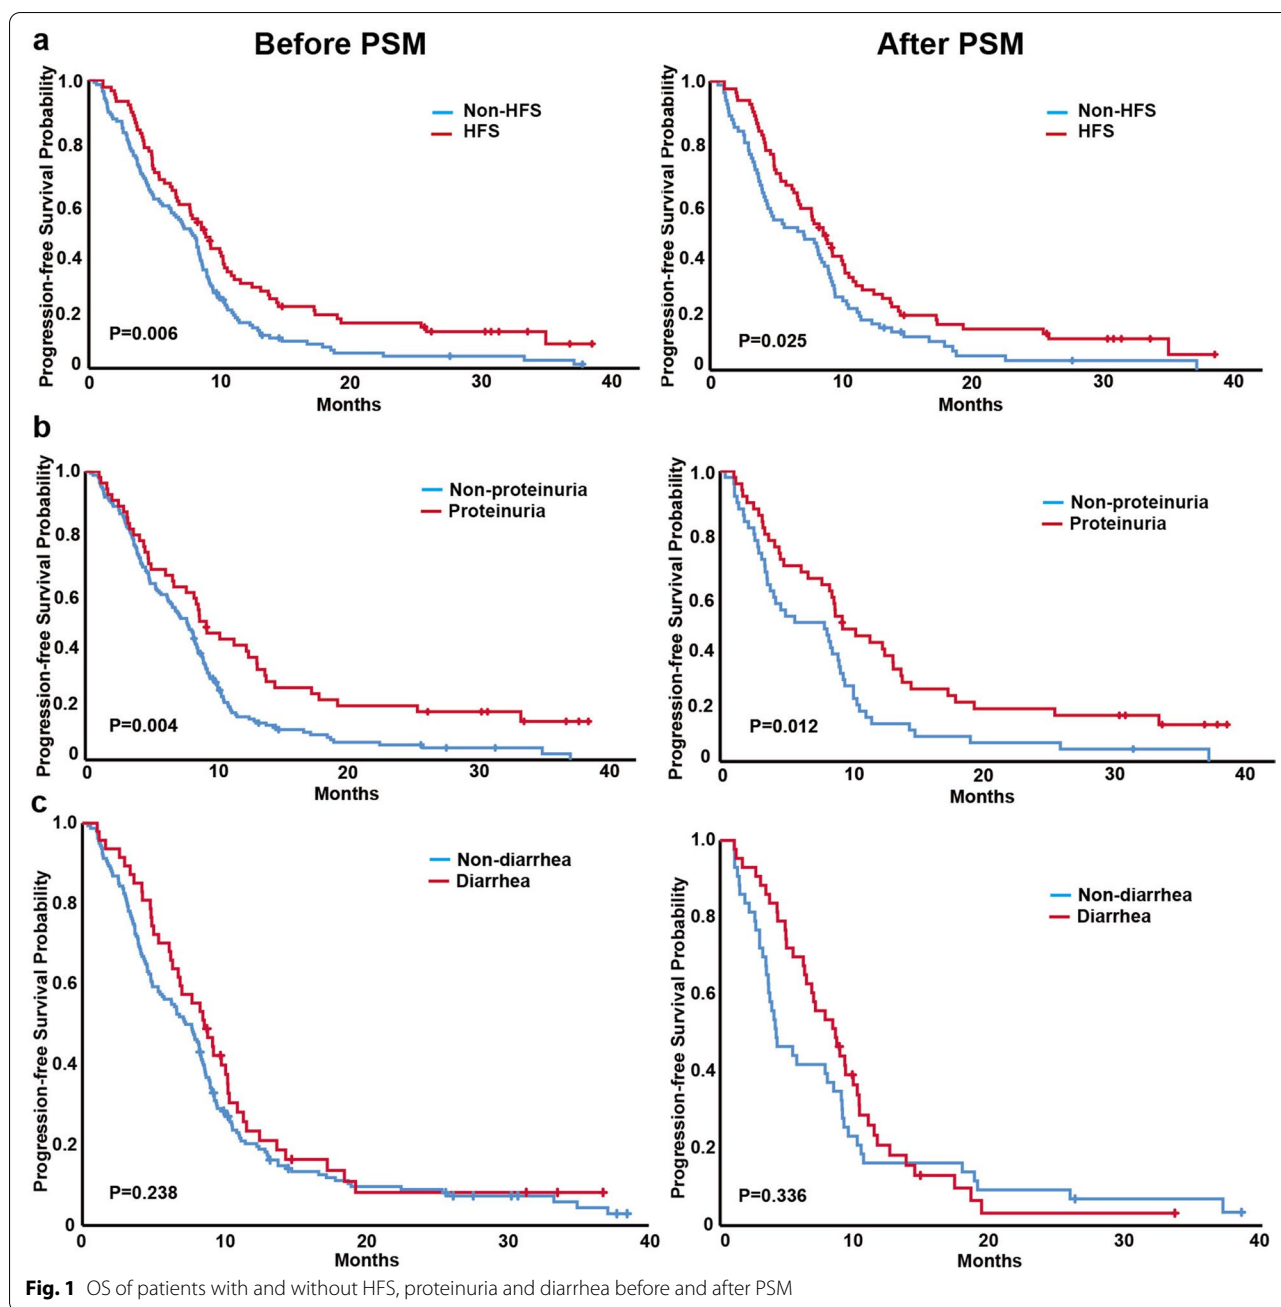 a
Before PSM
After PSM
Progression-free Survival Probability
1.0
0.8
0.6
0.4
0.2
0
Non-HFS
HFS
P=0.006
0 10 20 30 40
Months
Progression-free Survival Probability
1.0
0.8
0.6
0.4
0.2
0
Non-HFS
HFS
P=0.025
0 10 20 30 40
Months
b
Progression-free Survival Probability
1.0
0.8
0.6
0.4
0.2
0
Non-proteinuria
Proteinuria
P=0.004
0 10 20 30 40
Months
Progression-free Survival Probability
1.0
0.8
0.6
0.4
0.2
0
Non-proteinuria
Proteinuria
P=0.012
0 10 20 30 40
Months
c
Progression-free Survival Probability
1.0
0.8
0.6
0.4
0.2
0
Non-diarrhea
Diarrhea
P=0.238
0 10 20 30 40
Months
Progression-free Survival Probability
1.0
0.8
0.6
0.4
0.2
0
Non-diarrhea
Diarrhea
P=0.336
0 10 20 30 40
Months
Fig. 1 OS of patients with and without HFS, proteinuria and diarrhea before and after PSM